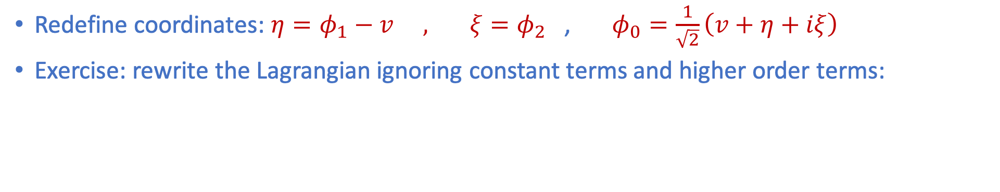 • Redefine coordinates: η = ϕ₁ − v , ξ = ϕ₂ , ϕ₀ = 1/√2 (v + η + iξ)
• Exercise: rewrite the Lagrangian ignoring constant terms and higher order terms: